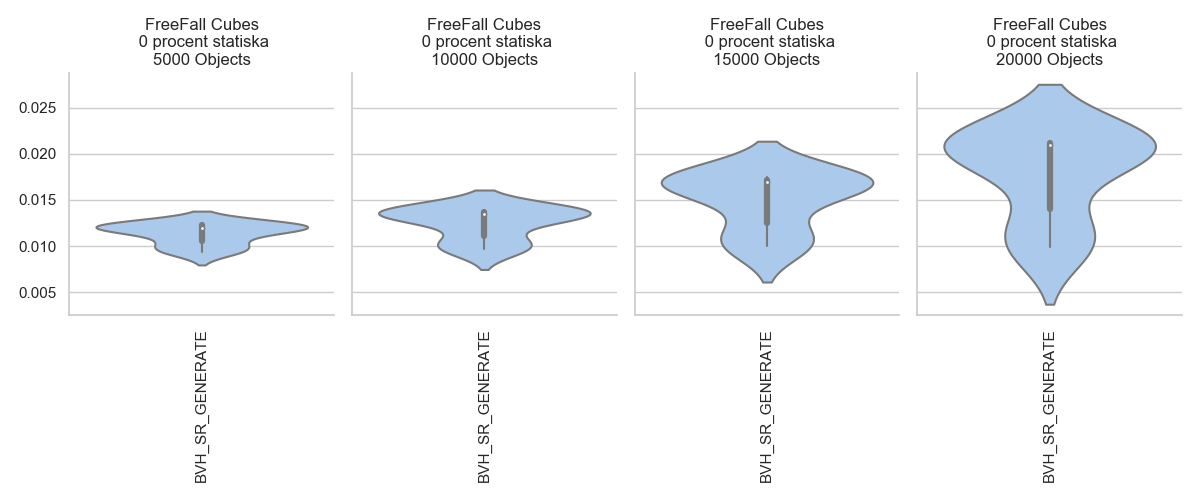 FreeFall Cubes
0 procent statiska
5000 Objects
FreeFall Cubes
0 procent statiska
10000 Objects
FreeFall Cubes
0 procent statiska
15000 Objects
FreeFall Cubes
0 procent statiska
20000 Objects
0.025
0.020
0.015
0.010
0.005
BVH_SR_GENERATE
BVH_SR_GENERATE
BVH_SR_GENERATE
BVH_SR_GENERATE